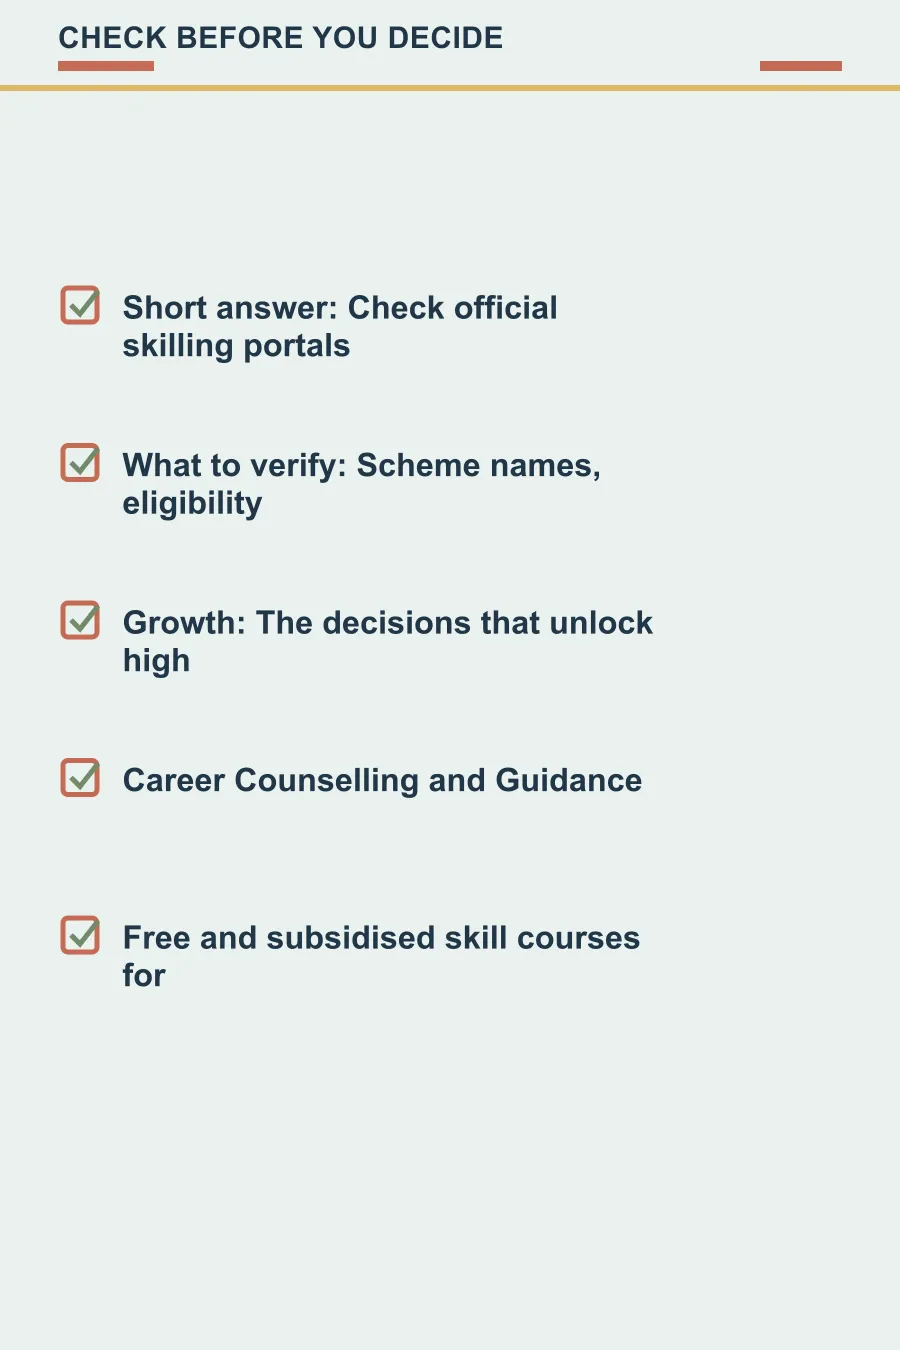 CHECK BEFORE YOU DECIDE
Short answer: Check official
skilling portals
What to verify: Scheme names,
eligibility
Growth: The decisions that unlock
high
Career Counselling and Guidance
Free and subsidised skill courses
for